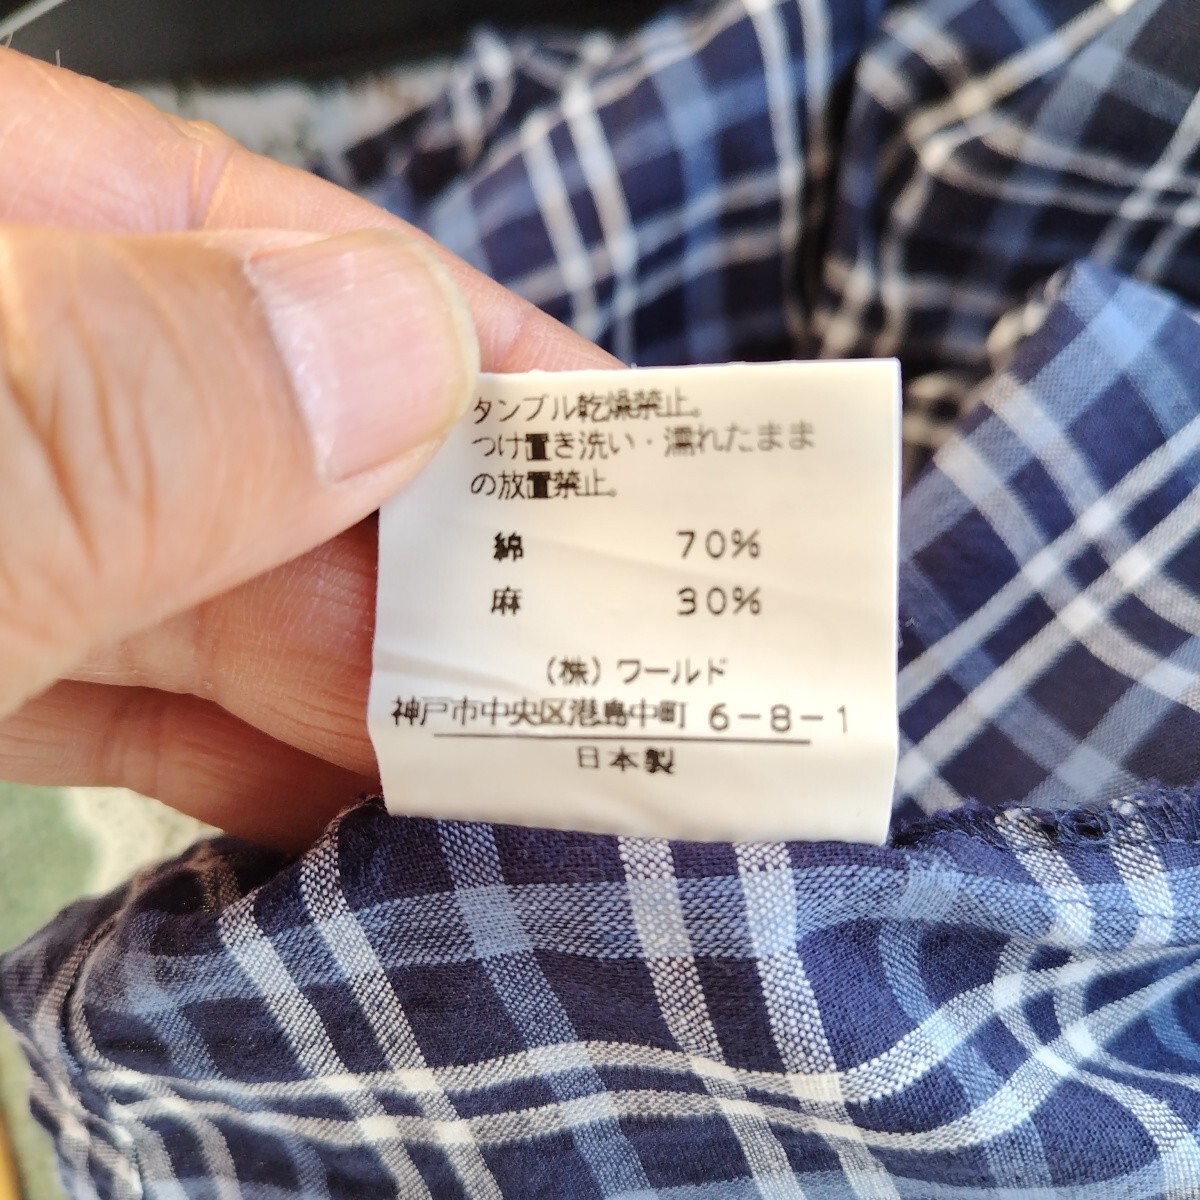 タンブル乾燥禁止。
つけ置き洗い・濡れたまま
の放置禁止。
綿 70%
麻 30%
(株)ワールド
神戸市中央区港島中町 6-8-1
日本製